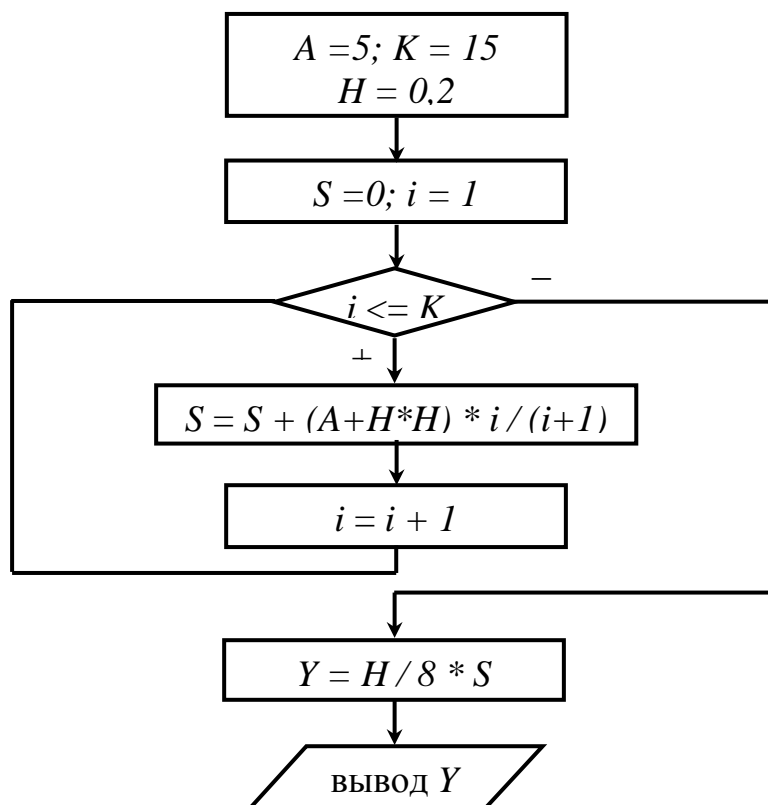 A =5; K = 15
H = 0,2
S =0; i = 1
–
i <= K
+
S = S + (A+H*H) * i / (i+1)
i = i + 1
Y = H / 8 * S
вывод Y